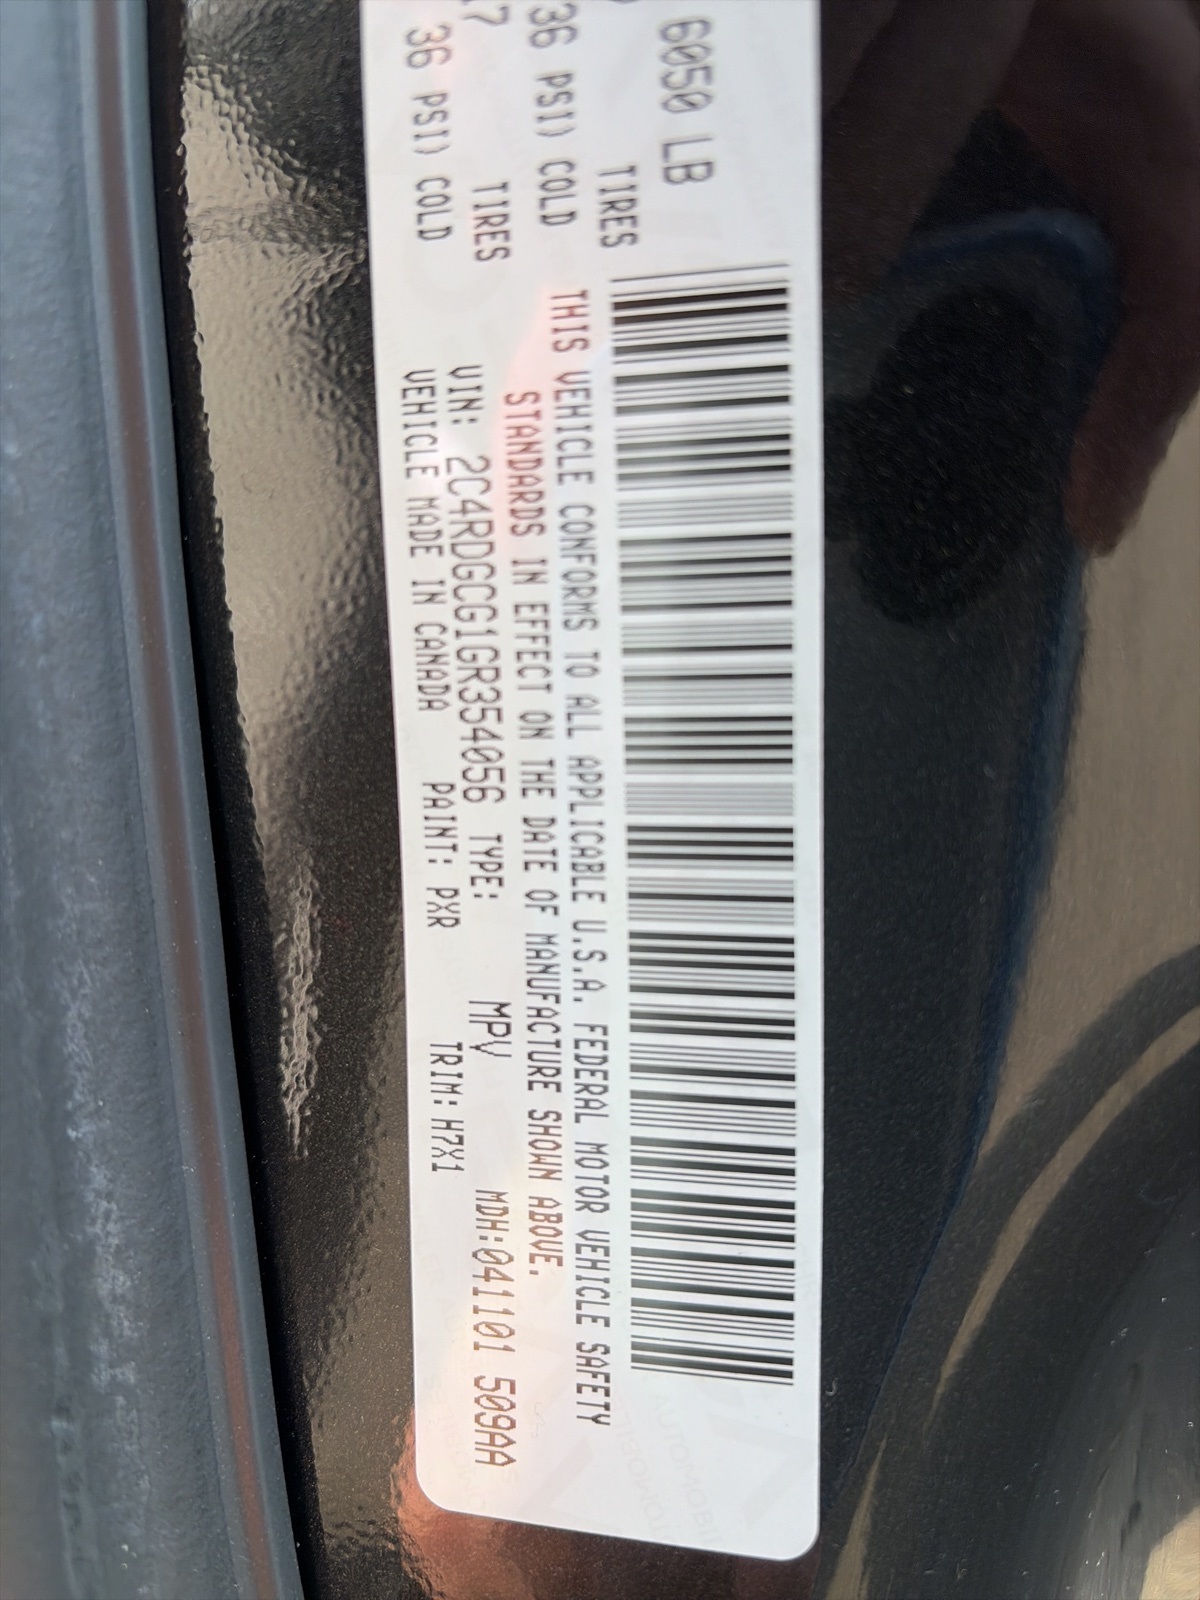 6050 LB
TIRES
36 PSI) COLD
TIRES
36 PSI) COLD
THIS VEHICLE CONFORMS TO ALL APPLICABLE U.S.A. FEDERAL MOTOR VEHICLE SAFETY
STANDARDS IN EFFECT ON THE DATE OF MANUFACTURE SHOWN ABOVE.
VIN: 2C4RDGCG1GR354056 TYPE: MPV MDH:041101 509AA
VEHICLE MADE IN CANADA PAINT: PXR TRIM: H7X1